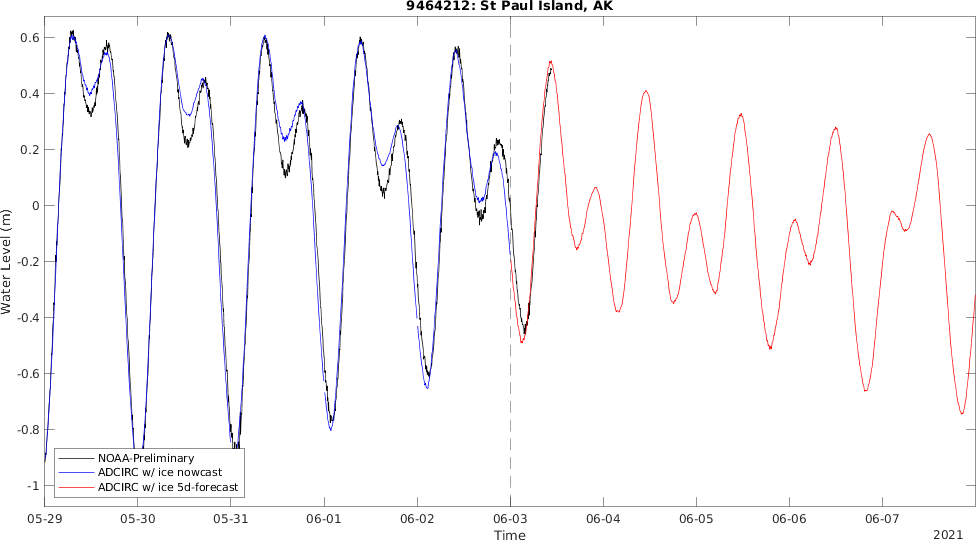 9464212: St Paul Island, AK
0.6
0.4
0.2
0
-0.2
-0.4
-0.6
-0.8
-1
Water Level (m)
NOAA-Preliminary
ADCIRC w/ ice nowcast
ADCIRC w/ ice 5d-forecast
05-29 05-30 05-31 06-01 06-02 06-03 06-04 06-05 06-06 06-07
Time
2021